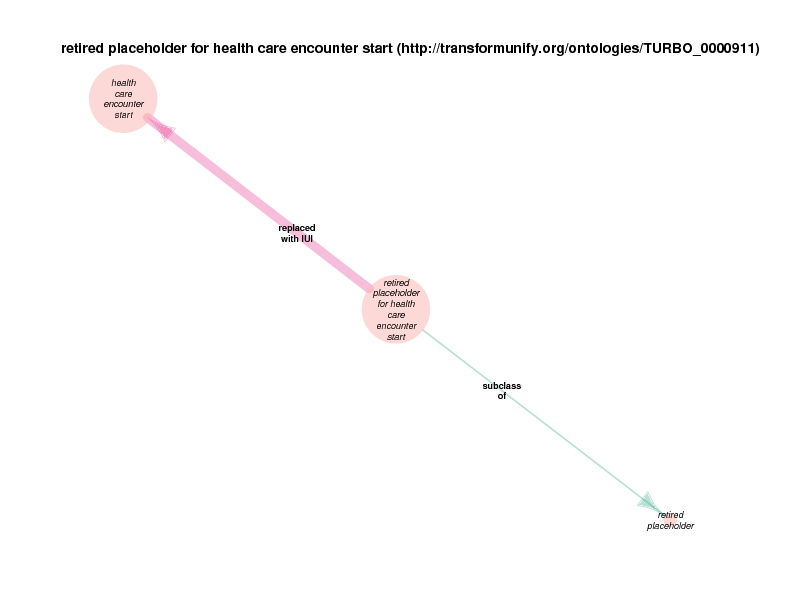 retired placeholder for health care encounter start (http://transformunify.org/ontologies/TURBO_0000911)
health
care
encounter
start
replaced
with IUI
retired
placeholder
for health
care
encounter
start
subclass
of
retired
placeholder